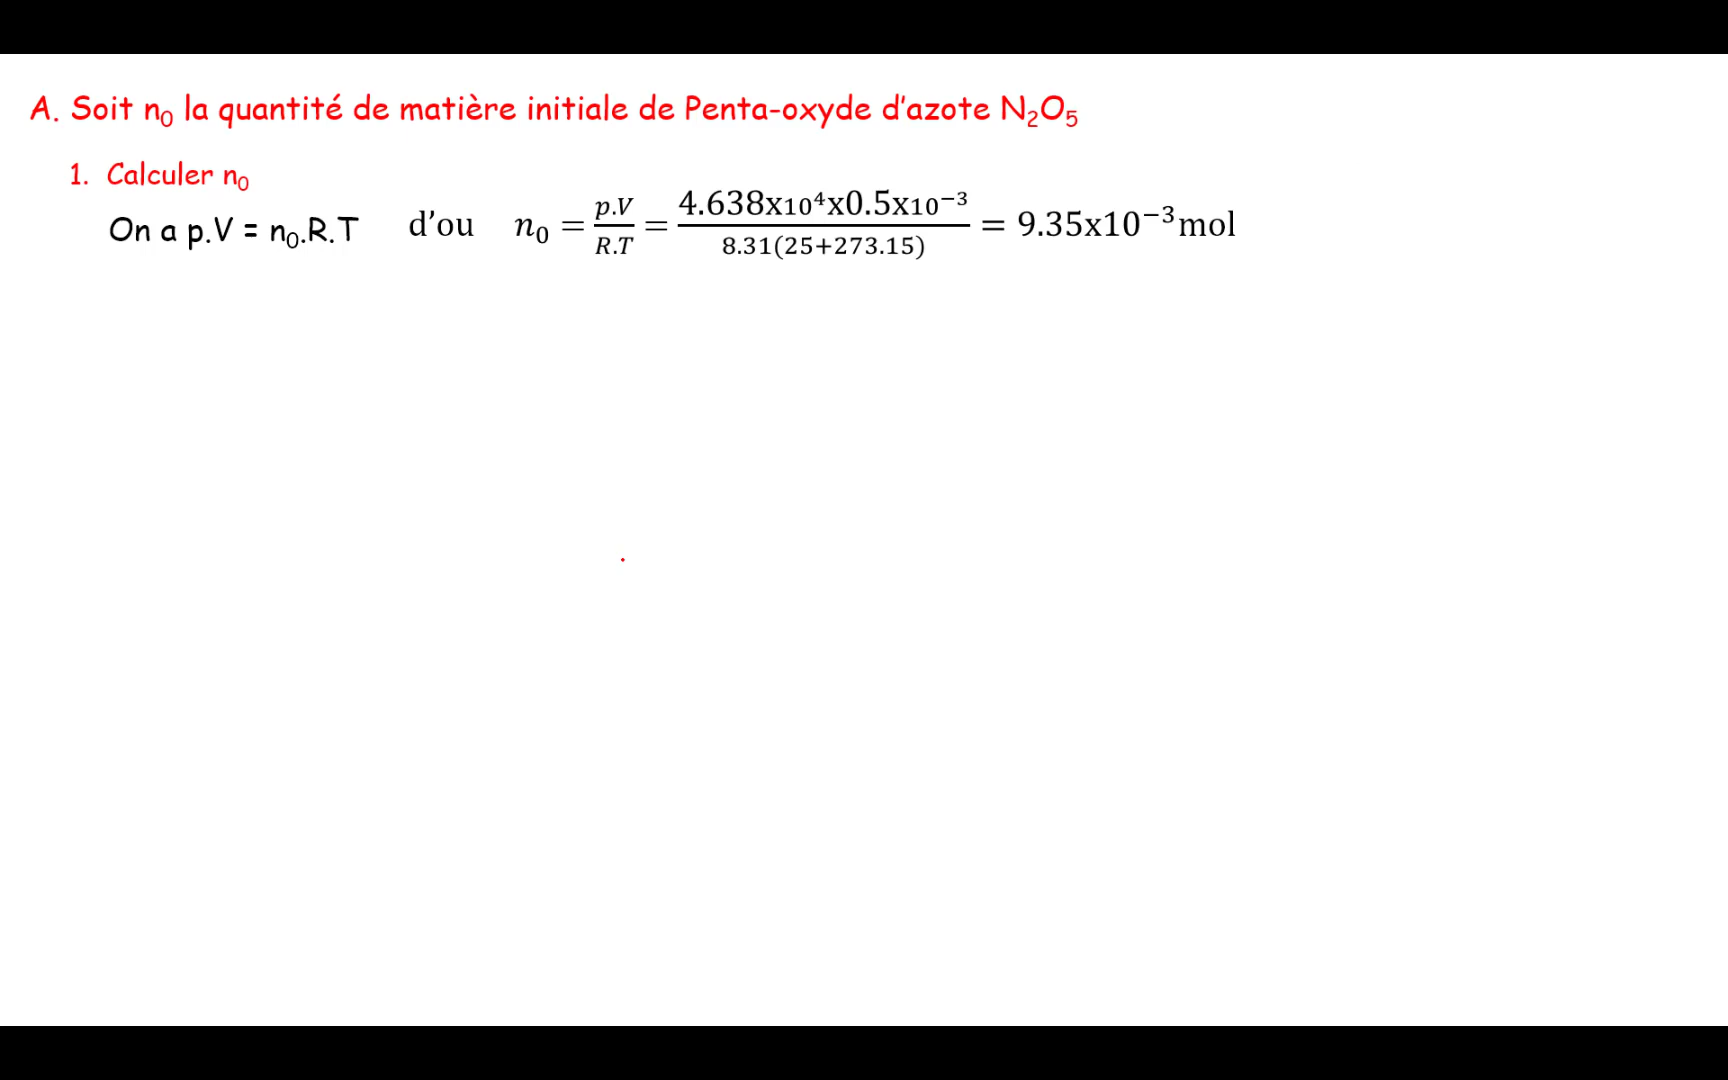 A. Soit n₀ la quantité de matière initiale de Penta-oxyde d’azote N₂O₅
1. Calculer n₀
On a p.V = n₀.R.T d’ou n₀ = p.V/R.T = 4.638x10⁴x0.5x10⁻³/8.31(25+273.15) = 9.35x10⁻³mol